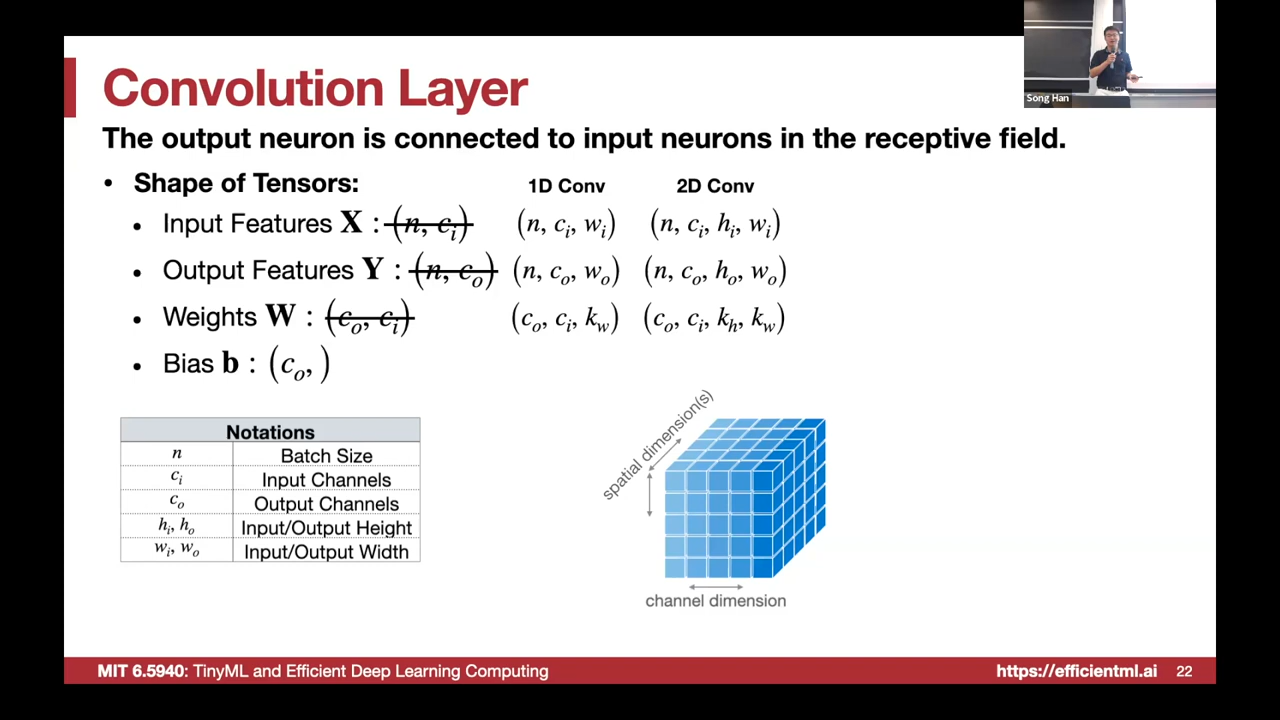 Song Han
Convolution Layer
The output neuron is connected to input neurons in the receptive field.
• Shape of Tensors: 1D Conv 2D Conv
• Input Features X : (n, cᵢ) (n, cᵢ, wᵢ) (n, cᵢ, hᵢ, wᵢ)
• Output Features Y : (n, cₒ) (n, cₒ, wₒ) (n, cₒ, hₒ, wₒ)
• Weights W : (cₒ, cᵢ) (cₒ, cᵢ, k_w) (cₒ, cᵢ, k_h, k_w)
• Bias b : (cₒ, )
Notations
n Batch Size
cᵢ Input Channels
cₒ Output Channels
hᵢ, hₒ Input/Output Height
wᵢ, wₒ Input/Output Width
spatial dimension(s)
channel dimension
MIT 6.5940: TinyML and Efficient Deep Learning Computing https://efficientml.ai 22